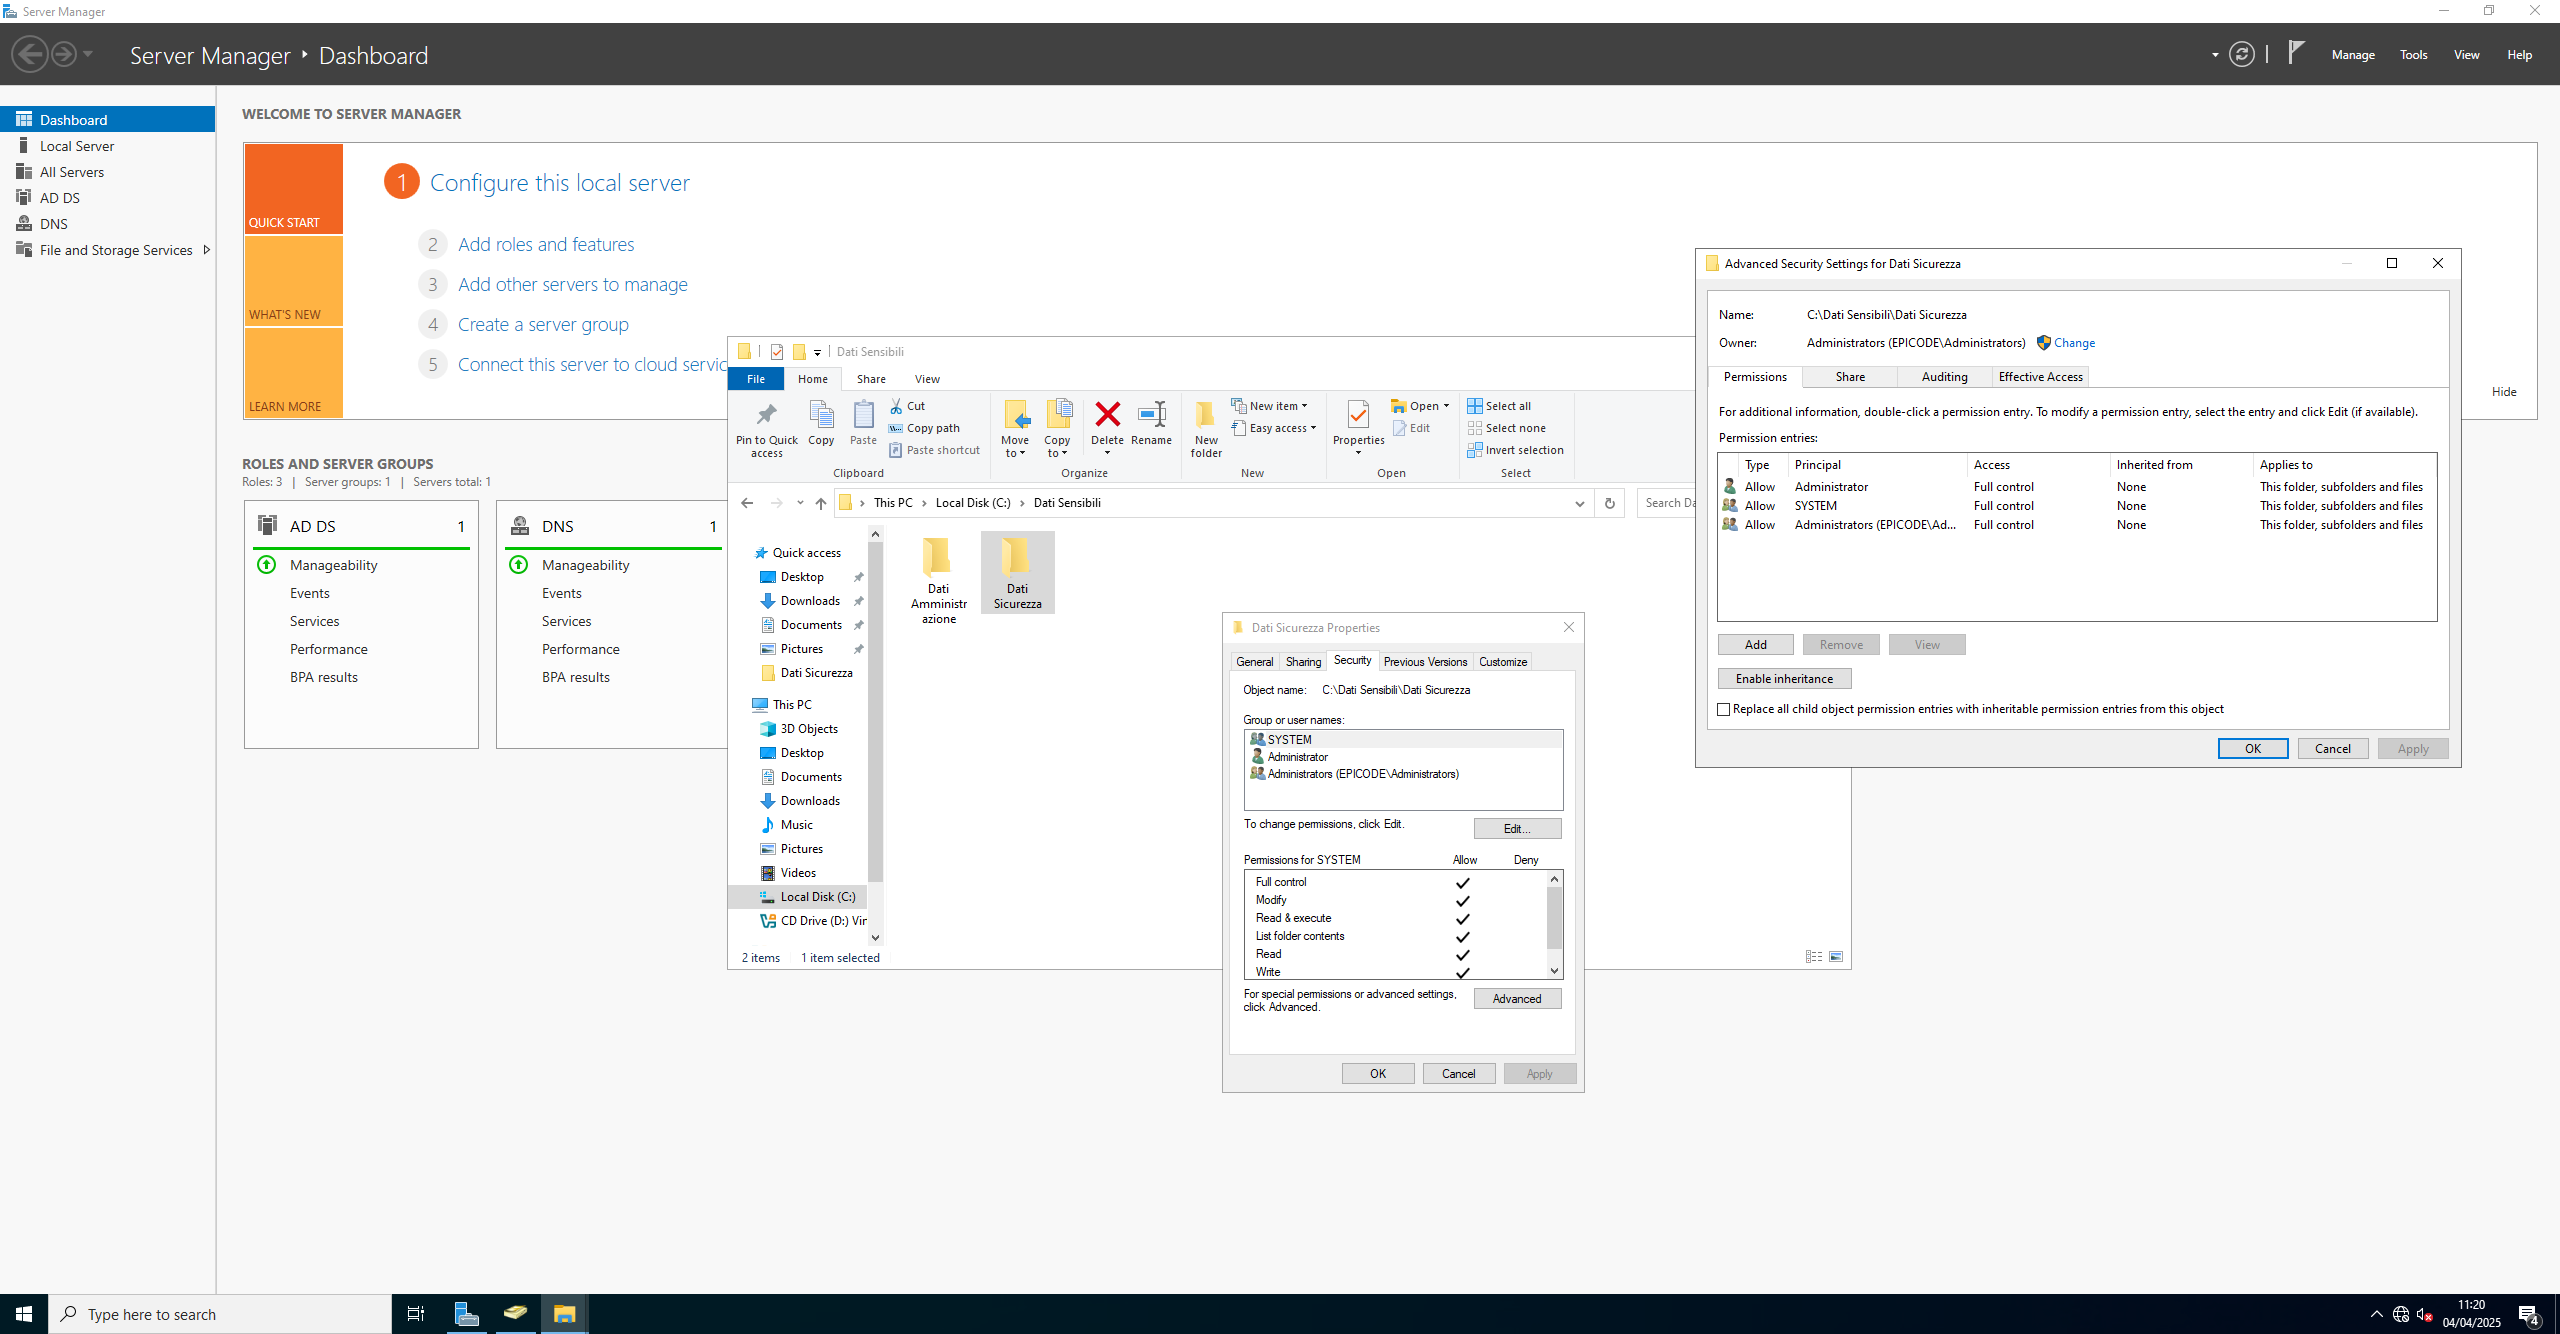 Server Manager
Server Manager ‣ Dashboard
Manage Tools View Help
Dashboard
Local Server
All Servers
AD DS
DNS
File and Storage Services
WELCOME TO SERVER MANAGER
QUICK START
WHAT'S NEW
LEARN MORE
1 Configure this local server
2 Add roles and features
3 Add other servers to manage
4 Create a server group
5 Connect this server to cloud servic
Hide
ROLES AND SERVER GROUPS
Roles: 3 | Server groups: 1 | Servers total: 1
AD DS 1
Manageability
Events
Services
Performance
BPA results
DNS 1
Manageability
Events
Services
Performance
BPA results
Dati Sensibili
File Home Share View
Pin to Quick access
Copy
Paste
Cut
Copy path
Paste shortcut
Clipboard
Move to
Copy to
Delete
Rename
Organize
New folder
New item
Easy access
New
Properties
Open
Edit
Open
Select all
Select none
Invert selection
Select
This PC › Local Disk (C:) › Dati Sensibili
Search Da
Quick access
Desktop
Downloads
Documents
Pictures
Dati Sicurezza
This PC
3D Objects
Desktop
Documents
Downloads
Music
Pictures
Videos
Local Disk (C:)
CD Drive (D:) Vir
Dati
Amministr
azione
Dati
Sicurezza
2 items 1 item selected
Dati Sicurezza Properties
General Sharing Security Previous Versions Customize
Object name: C:\Dati Sensibili\Dati Sicurezza
Group or user names:
SYSTEM
Administrator
Administrators (EPICODE\Administrators)
To change permissions, click Edit.
Edit...
Permissions for SYSTEM Allow Deny
Full control
Modify
Read & execute
List folder contents
Read
Write
For special permissions or advanced settings,
click Advanced.
Advanced
OK Cancel Apply
Advanced Security Settings for Dati Sicurezza
Name: C:\Dati Sensibili\Dati Sicurezza
Owner: Administrators (EPICODE\Administrators) Change
Permissions Share Auditing Effective Access
For additional information, double-click a permission entry. To modify a permission entry, select the entry and click Edit (if available).
Permission entries:
Type Principal Access Inherited from Applies to
Allow Administrator Full control None This folder, subfolders and files
Allow SYSTEM Full control None This folder, subfolders and files
Allow Administrators (EPICODE\Ad... Full control None This folder, subfolders and files
Add Remove View
Enable inheritance
Replace all child object permission entries with inheritable permission entries from this object
OK Cancel Apply
Type here to search
11:20
04/04/2025
4